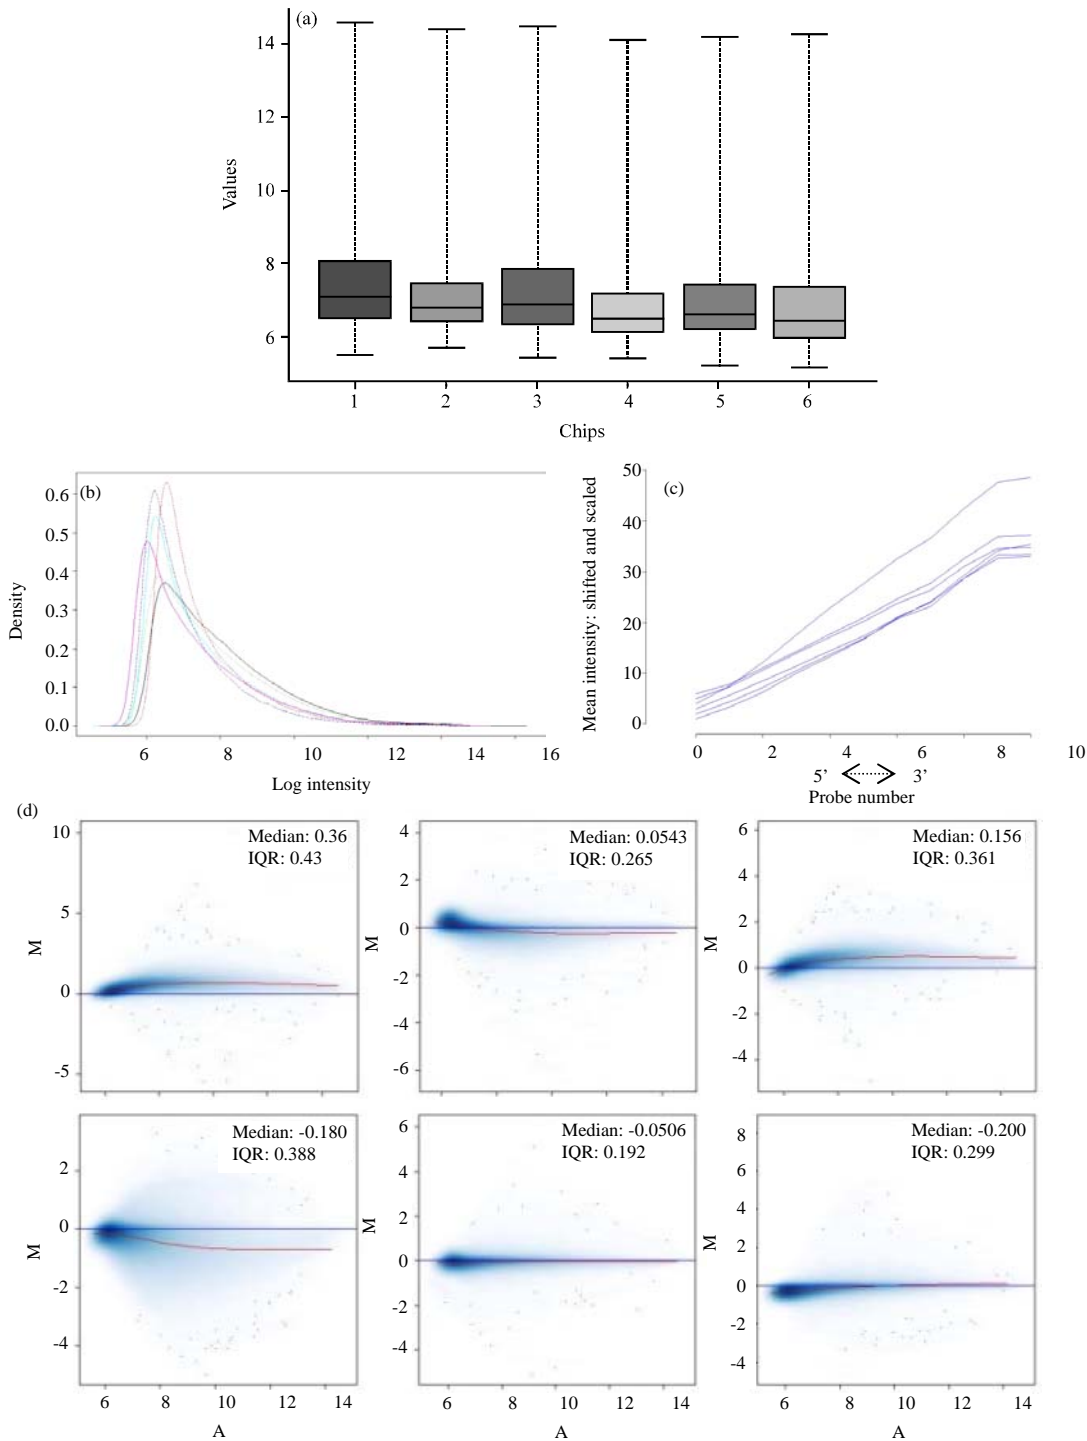 (a)
14
12
10
8
6
Values
1 2 3 4 5 6
Chips
(b)
0.6
0.5
0.4
0.3
0.2
0.1
0.0
Density
6 8 10 12 14 16
Log intensity
(c)
50
40
30
20
10
0
Mean intensity: shifted and scaled
0 2 4 6 8 10
5’ 3’
Probe number
(d)
Median: 0.36
IQR: 0.43
10
5
0
-5
M
Median: 0.0543
IQR: 0.265
4
2
0
-2
-4
-6
M
Median: 0.156
IQR: 0.361
6
4
2
0
-2
-4
M
Median: -0.180
IQR: 0.388
2
0
-2
-4
M
6 8 10 12 14
A
Median: -0.0506
IQR: 0.192
6
4
2
0
-2
-4
M
6 8 10 12 14
A
Median: -0.200
IQR: 0.299
8
6
4
2
0
-2
-4
M
6 8 10 12 14
A